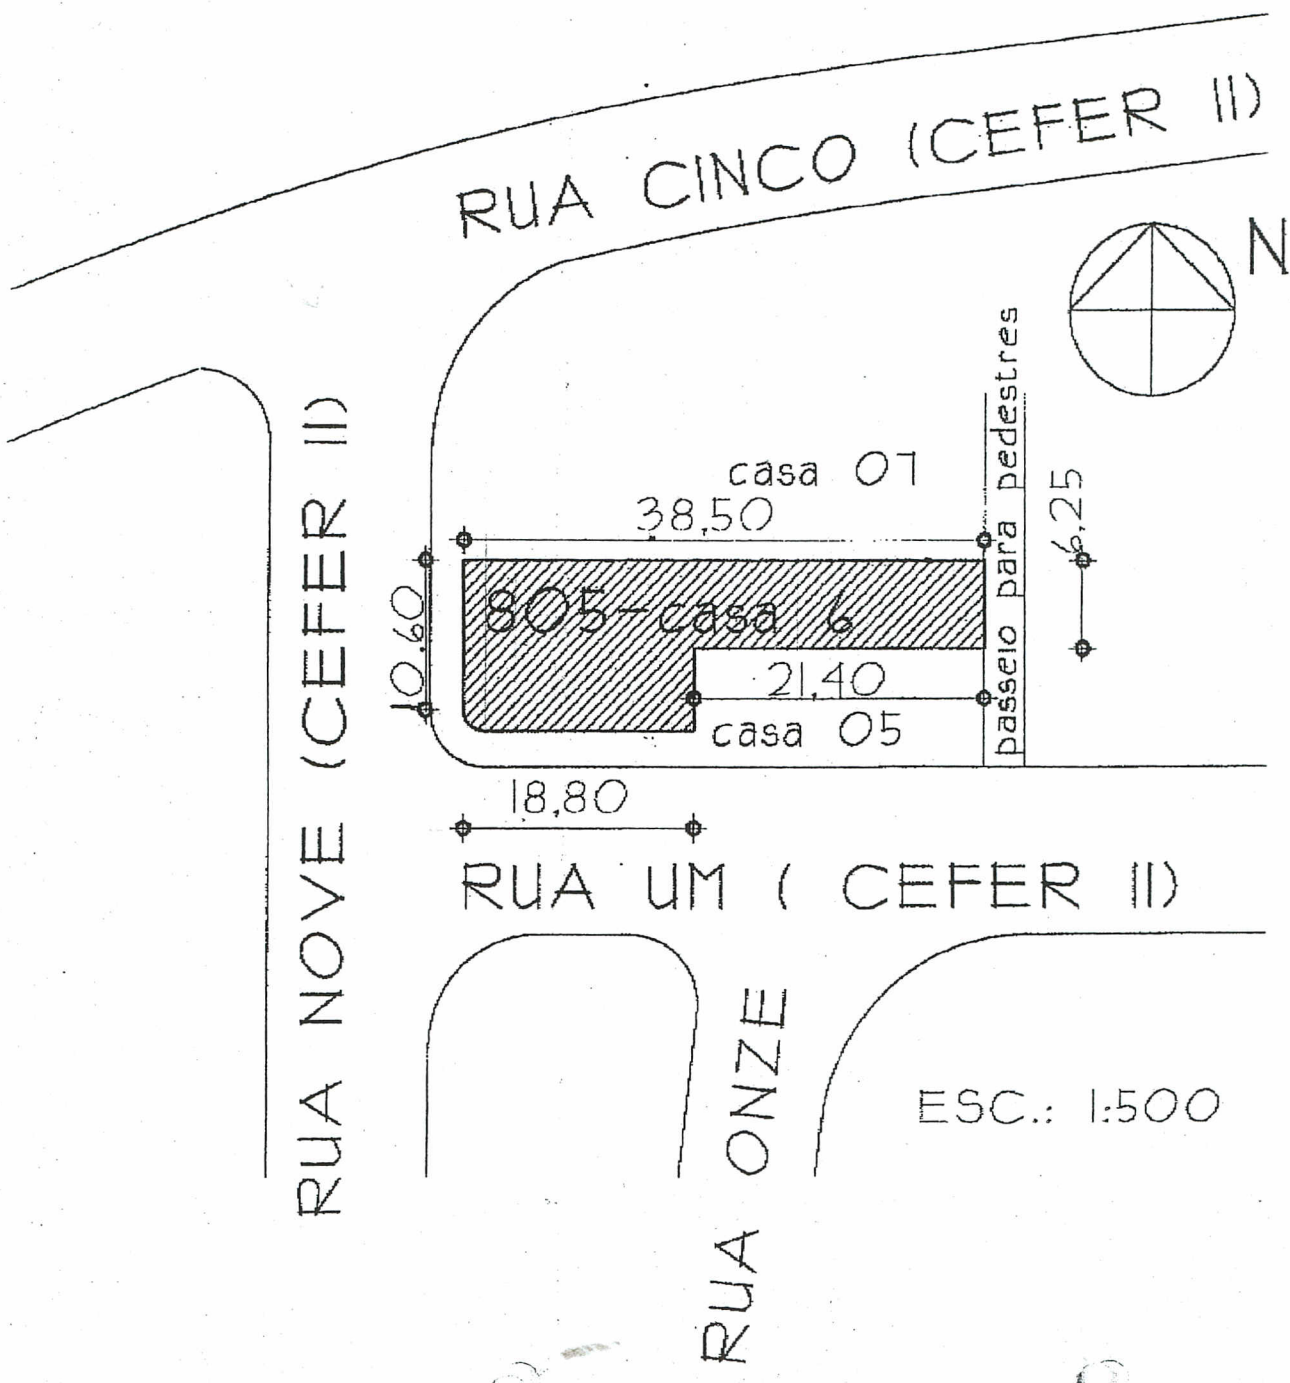 RUA CINCO (CEFER II)
N
passeio para pedestres
casa 07
38,50
6,25
10.60
805-casa 6
21,40
casa 05
18,80
RUA NOVE (CEFER II)
RUA UM ( CEFER II)
RUA ONZE
ESC.: 1:500